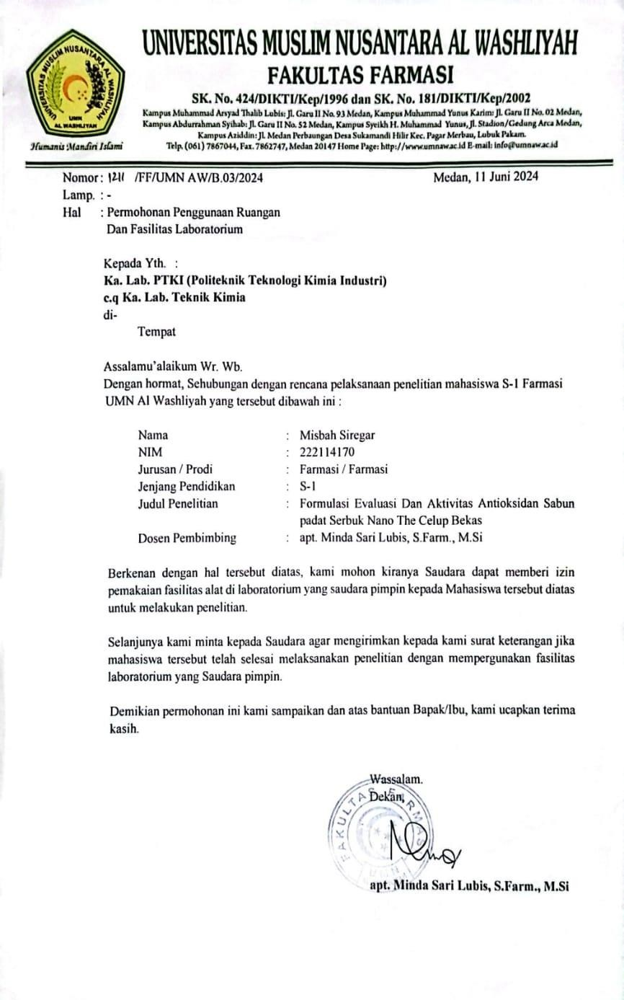 UNIVERSITAS MUSLIM NUSANTARA AL WASHLIYAH
UMN
AL WASHLIYAH
Humanis Mandiri Islami
UNIVERSITAS MUSLIM NUSANTARA AL WASHLIYAH
FAKULTAS FARMASI
SK. No. 424/DIKTI/Kep/1996 dan SK. No. 181/DIKTI/Kep/2002
Kampus Muhammad Arsyad Thalib Lubis: Jl. Garu II No. 93 Medan, Kampus Muhammad Yunus Karim: Jl. Garu II No. 02 Medan,
Kampus Abdurrahman Syihab: Jl. Garu II No. 52 Medan, Kampus Syeikh H. Muhammad Yunus, Jl. Stadion/Gedung Arca Medan,
Kampus Aziddin: Jl. Medan Perbaungan Desa Sukamandi Hilir Kec. Pagar Merbau, Lubuk Pakam.
Telp. (061) 7867044, Fax. 7862747, Medan 20147 Home Page: http://www.umnaw.ac.id E-mail: info@umnaw.ac.id
Nomor : 1211 /FF/UMN AW/B.03/2024 Medan, 11 Juni 2024
Lamp. : -
Hal : Permohonan Penggunaan Ruangan
Dan Fasilitas Laboratorium
Kepada Yth. :
Ka. Lab. PTKI (Politeknik Teknologi Kimia Industri)
c.q Ka. Lab. Teknik Kimia
di-
Tempat
Assalamu'alaikum Wr. Wb.
Dengan hormat, Sehubungan dengan rencana pelaksanaan penelitian mahasiswa S-1 Farmasi
UMN Al Washliyah yang tersebut dibawah ini :
Nama : Misbah Siregar
NIM : 222114170
Jurusan / Prodi : Farmasi / Farmasi
Jenjang Pendidikan : S-1
Judul Penelitian : Formulasi Evaluasi Dan Aktivitas Antioksidan Sabun
padat Serbuk Nano The Celup Bekas
Dosen Pembimbing : apt. Minda Sari Lubis, S.Farm., M.Si
Berkenan dengan hal tersebut diatas, kami mohon kiranya Saudara dapat memberi izin
pemakaian fasilitas alat di laboratorium yang saudara pimpin kepada Mahasiswa tersebut diatas
untuk melakukan penelitian.
Selanjunya kami minta kepada Saudara agar mengirimkan kepada kami surat keterangan jika
mahasiswa tersebut telah selesai melaksanakan penelitian dengan mempergunakan fasilitas
laboratorium yang Saudara pimpin.
Demikian permohonan ini kami sampaikan dan atas bantuan Bapak/Ibu, kami ucapkan terima
kasih.
Wassalam.
Dekan,
FAKULTAS FARMASI
UMN
apt. Minda Sari Lubis, S.Farm., M.Si